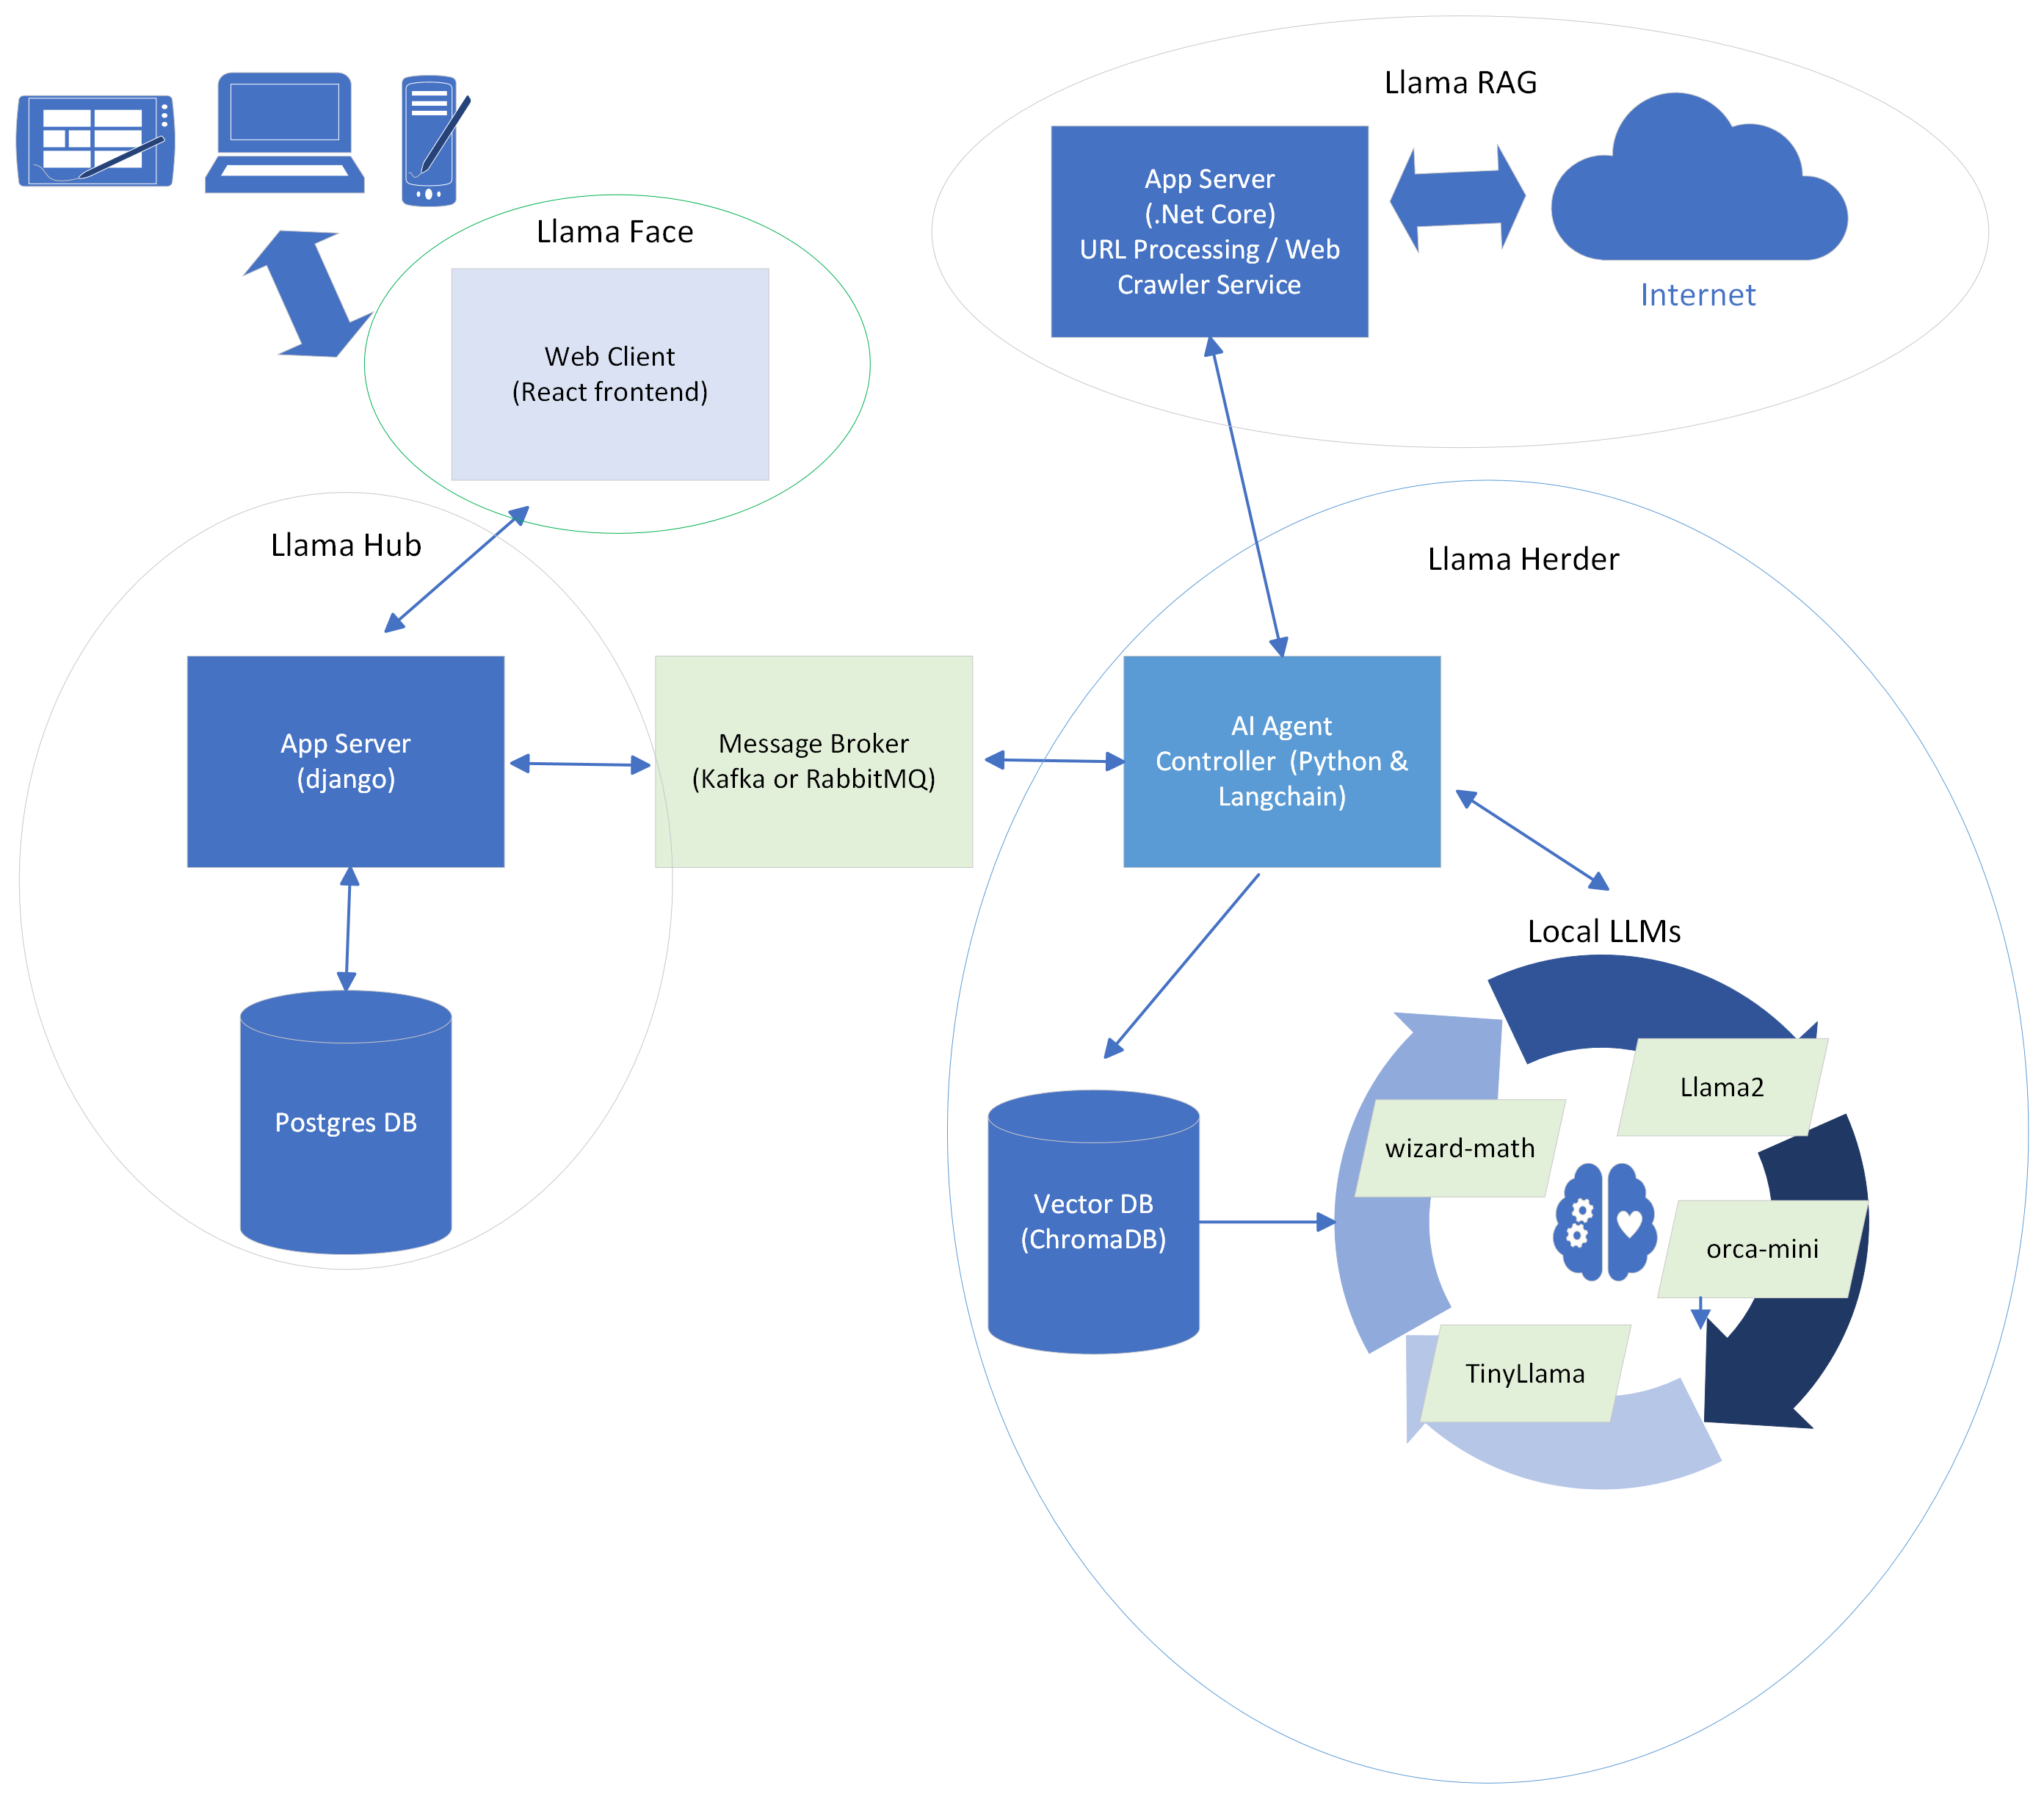 Llama RAG
App Server
(.Net Core)
URL Processing / Web
Crawler Service
Internet
Llama Face
Web Client
(React frontend)
Llama Hub
App Server
(django)
Message Broker
(Kafka or RabbitMQ)
Postgres DB
Llama Herder
AI Agent
Controller  (Python &
Langchain)
Local LLMs
Llama2
wizard-math
orca-mini
TinyLlama
Vector DB
(ChromaDB)